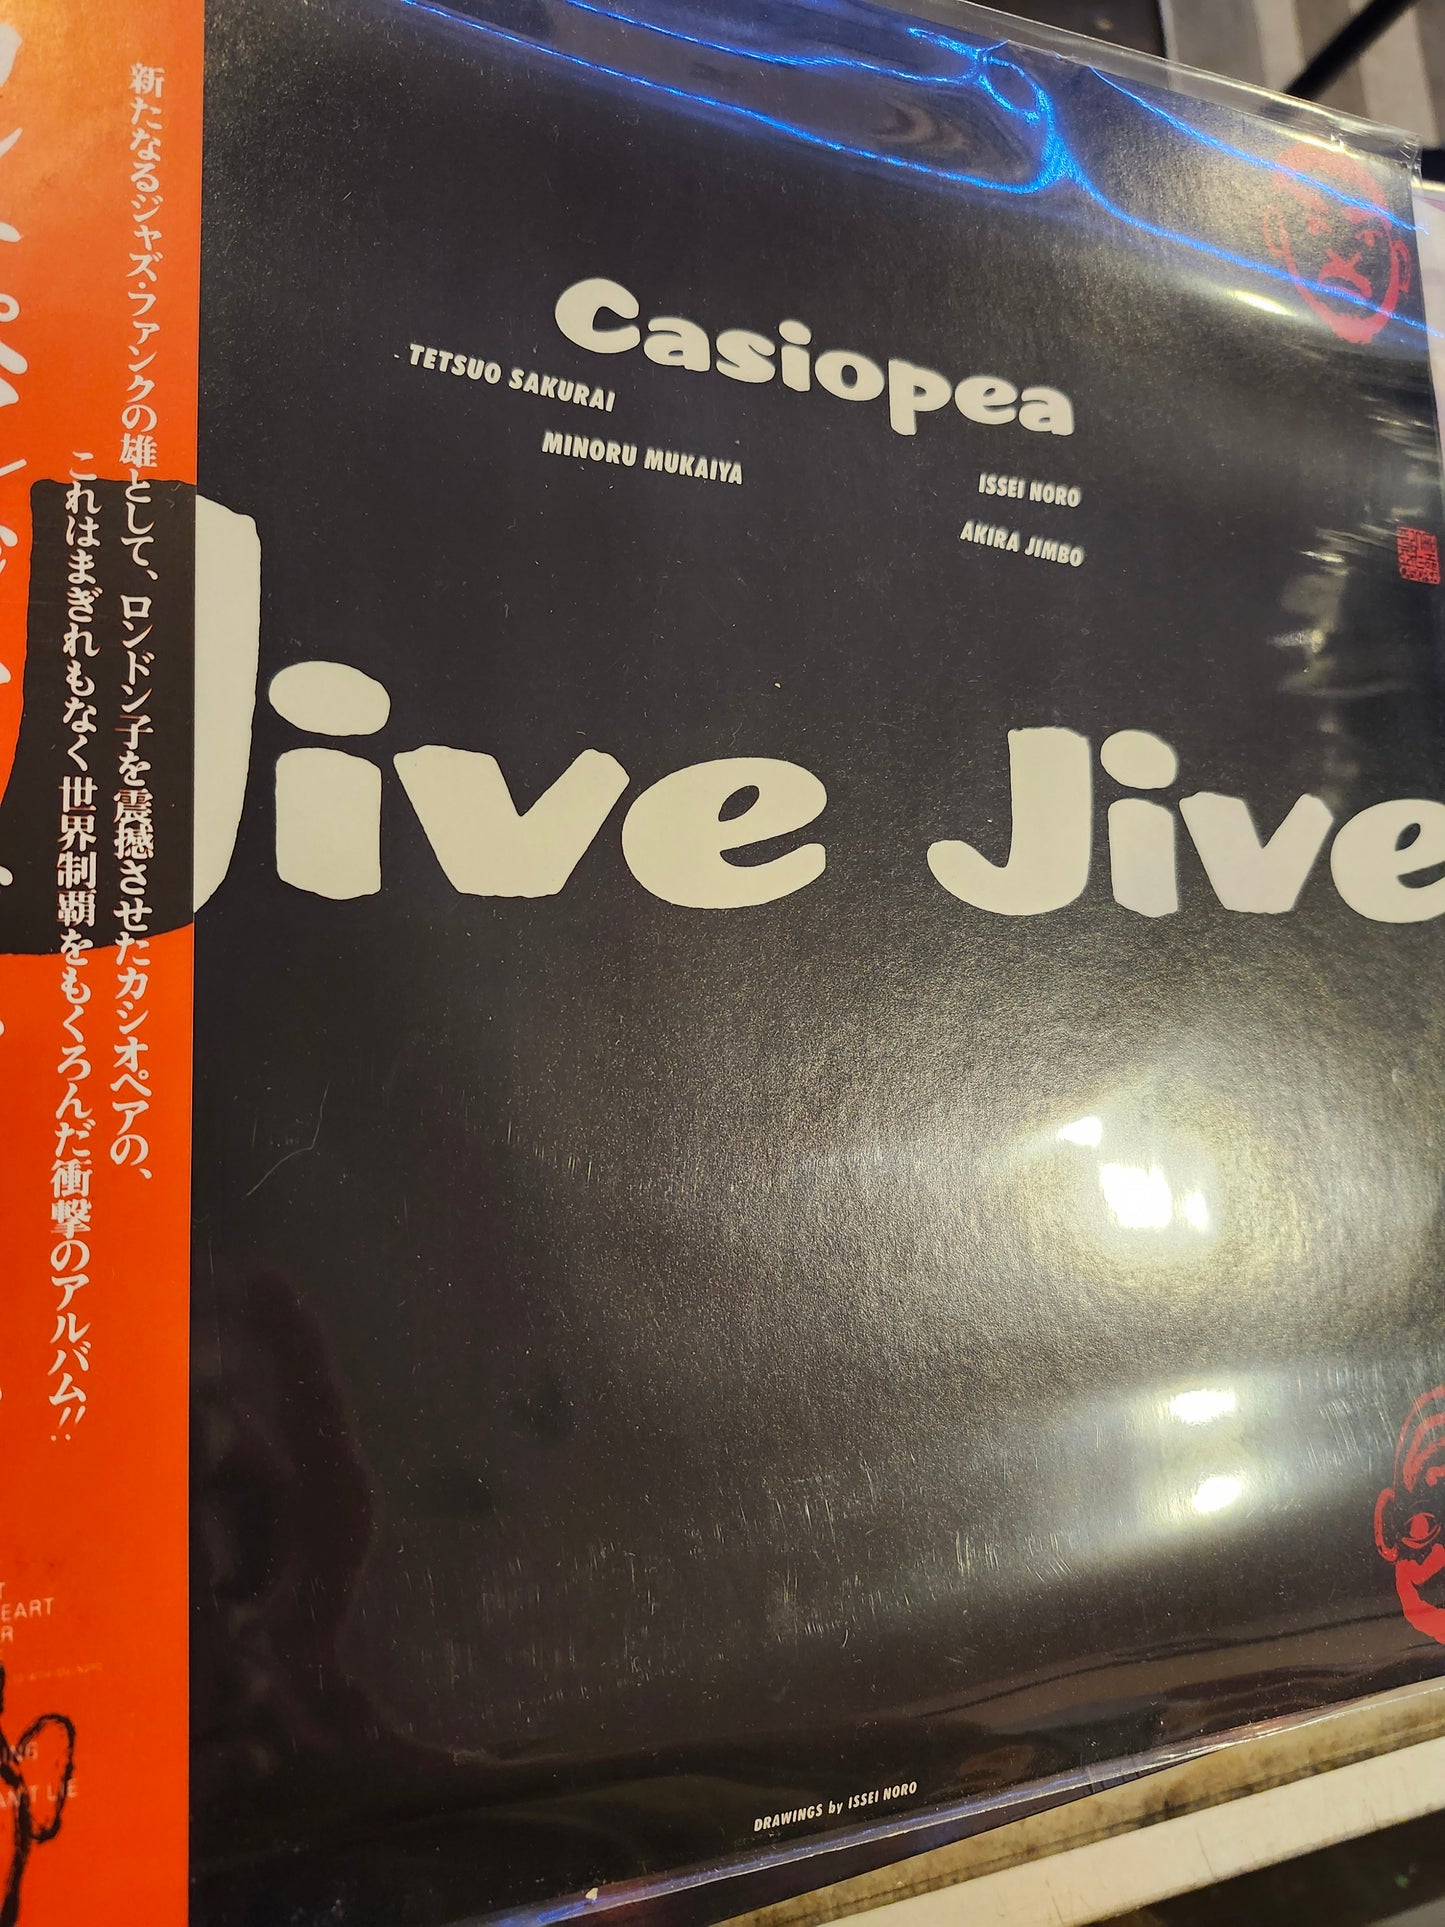 新たなるジャズ・ファンクの雄として、ロンドン子を震撼させたカシオペアの、
これはまぎれもなく世界制覇をもくろんだ衝撃のアルバム!!
Casiopea
TETSUO SAKURAI
MINORU MUKAIYA
ISSEI NORO
AKIRA JIMBO
Jive Jive
DRAWINGS by ISSEI NORO